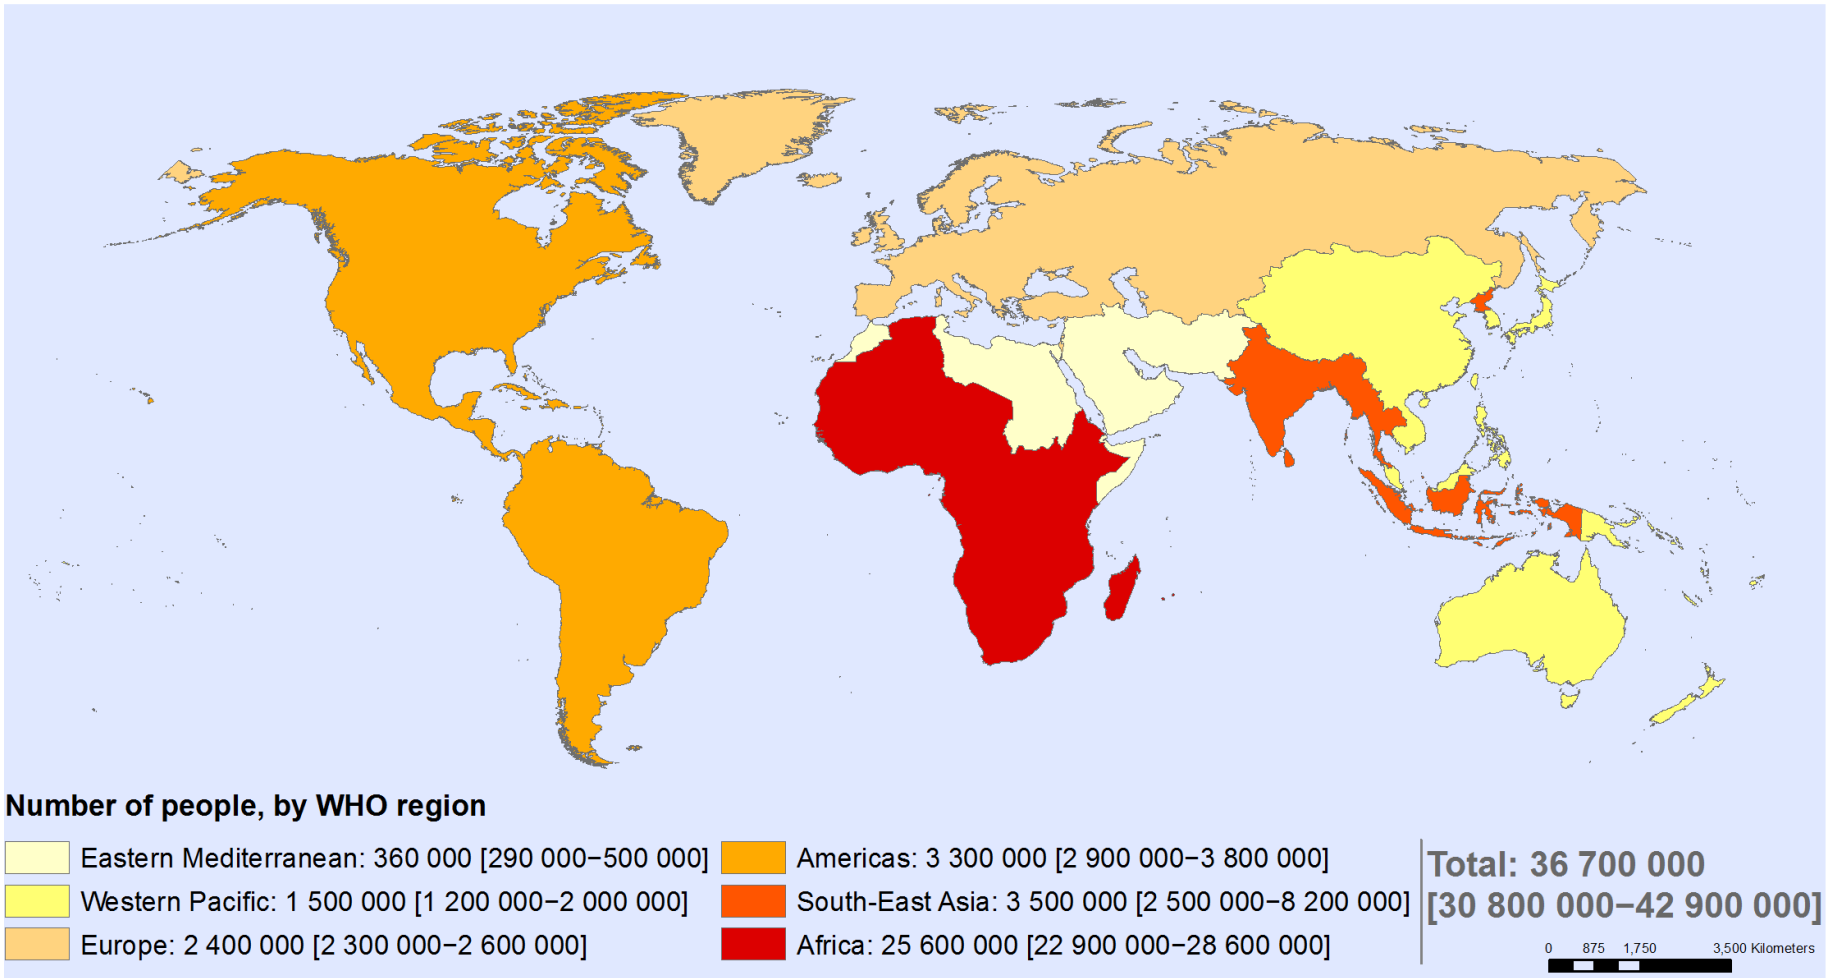 Number of people, by WHO region
Eastern Mediterranean: 360 000 [290 000–500 000]
Western Pacific: 1 500 000 [1 200 000–2 000 000]
Europe: 2 400 000 [2 300 000–2 600 000]
Americas: 3 300 000 [2 900 000–3 800 000]
South-East Asia: 3 500 000 [2 500 000–8 200 000]
Africa: 25 600 000 [22 900 000–28 600 000]
Total: 36 700 000
[30 800 000–42 900 000]
0 875 1,750 3,500 Kilometers